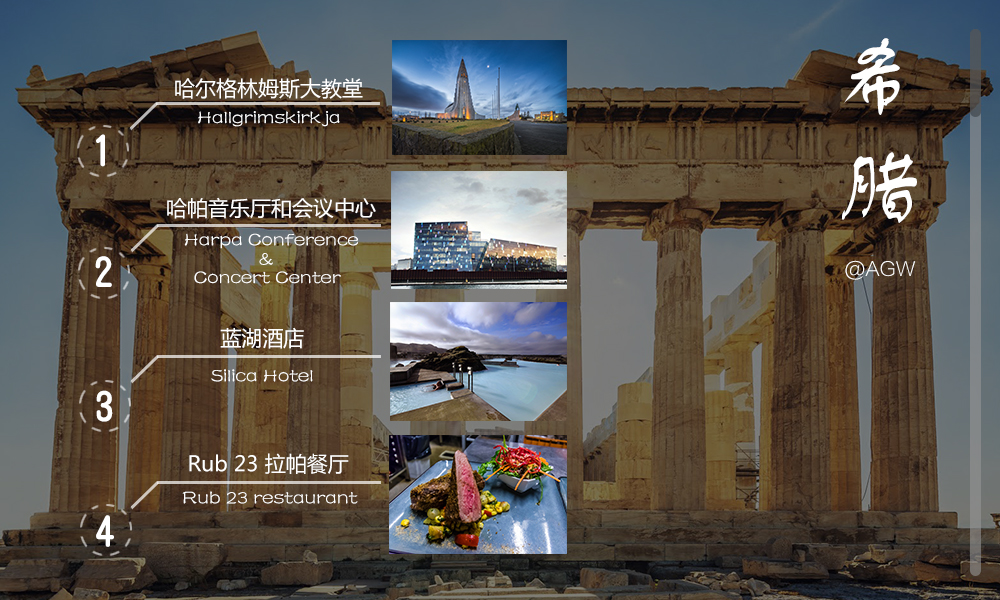 1
哈尔格林姆斯大教堂
Hallgrimskirkja
2
哈帕音乐厅和会议中心
Harpa Conference
&
Concert Center
3
蓝湖酒店
Silica Hotel
4
Rub 23 拉帕餐厅
Rub 23 restaurant
希
腊
@AGW